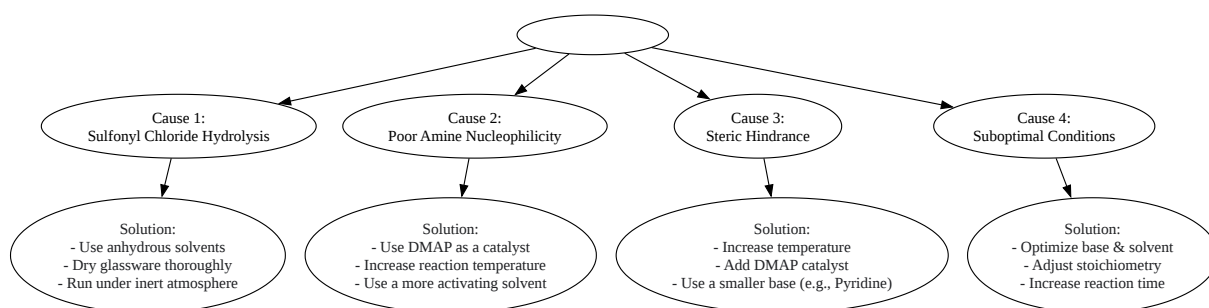 Cause 1:
Sulfonyl Chloride Hydrolysis
Cause 2:
Poor Amine Nucleophilicity
Cause 3:
Steric Hindrance
Cause 4:
Suboptimal Conditions
Solution:
- Use anhydrous solvents
- Dry glassware thoroughly
- Run under inert atmosphere
Solution:
- Use DMAP as a catalyst
- Increase reaction temperature
- Use a more activating solvent
Solution:
- Increase temperature
- Add DMAP catalyst
- Use a smaller base (e.g., Pyridine)
Solution:
- Optimize base & solvent
- Adjust stoichiometry
- Increase reaction time